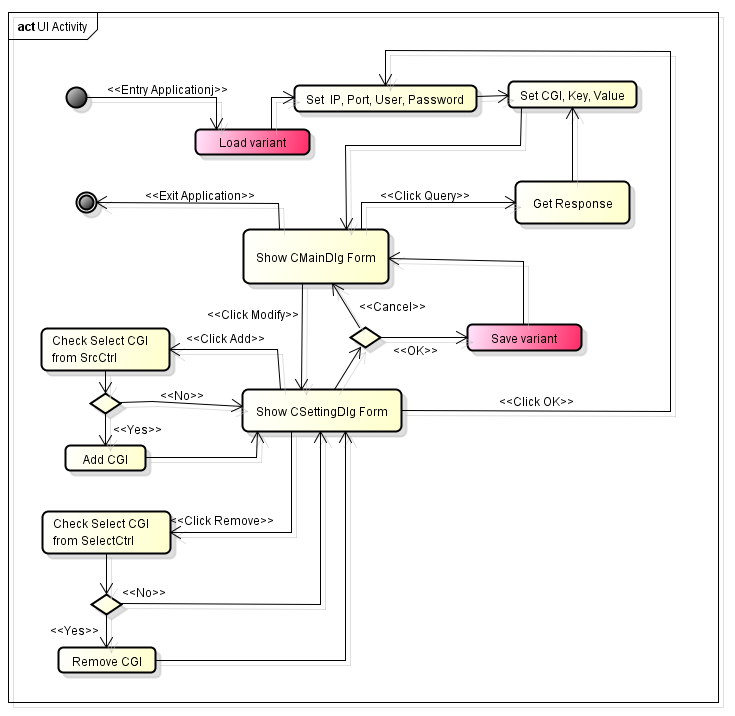 act UI Activity
<<Entry Applicationj>>
Set  IP, Port, User, Password
Set CGI, Key, Value
Load variant
<<Exit Application>>
<<Click Query>>
Get Response
Show CMainDlg Form
<<Cancel>>
<<Click Modify>>
Check Select CGI
from SrcCtrl
<<Click Add>>
<<OK>>
Save variant
<<No>>
Show CSettingDlg Form
<<Click OK>>
<<Yes>>
Add CGI
Check Select CGI
from SelectCtrl
<<Click Remove>>
<<No>>
<<Yes>>
Remove CGI